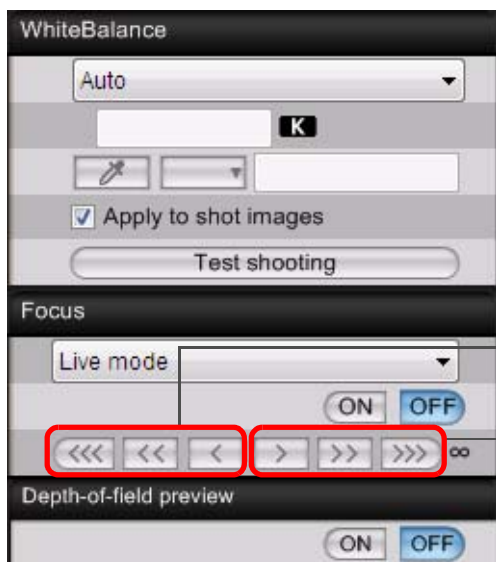 WhiteBalance
Auto
K
Apply to shot images
Test shooting
Focus
Live mode
ON OFF
<<< << < > >> >>> ∞
Depth-of-field preview
ON OFF